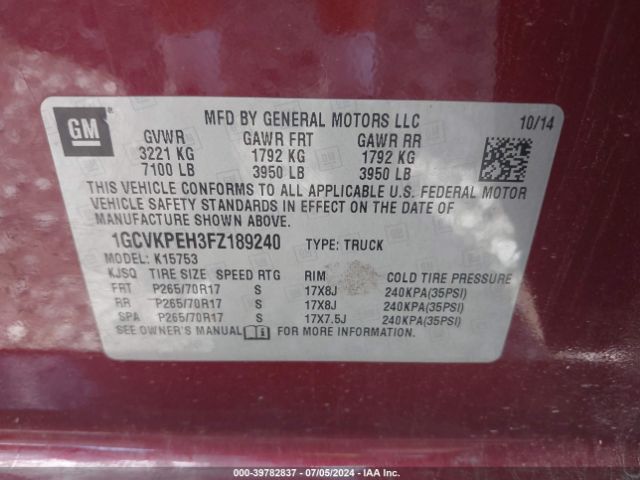 GM
MFD BY GENERAL MOTORS LLC 10/14
GVWR GAWR FRT GAWR RR
3221 KG 1792 KG 1792 KG
7100 LB 3950 LB 3950 LB
THIS VEHICLE CONFORMS TO ALL APPLICABLE U.S. FEDERAL MOTOR
VEHICLE SAFETY STANDARDS IN EFFECT ON THE DATE OF
MANUFACTURE SHOWN ABOVE.
1GCVKPEH3FZ189240 TYPE: TRUCK
MODEL: K15753
KJSQ TIRE SIZE SPEED RTG RIM COLD TIRE PRESSURE
FRT P265/70R17 S 17X8J 240KPA(35PSI)
RR P265/70R17 S 17X8J 240KPA(35PSI)
SPA P265/70R17 S 17X7.5J 240KPA(35PSI)
SEE OWNER'S MANUAL FOR MORE INFORMATION.
000-39782837 - 07/05/2024 - IAA Inc.